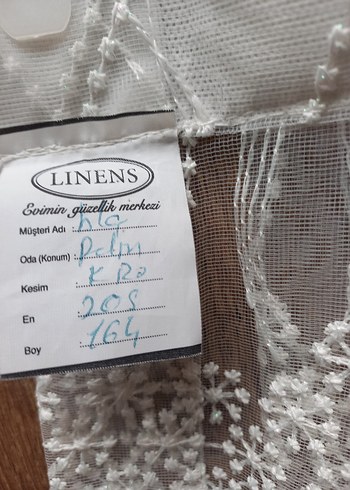 LINENS
Evimin güzellik merkezi
Müşteri Adı :
Oda (Konum) :
Kesim :
En : 205
Boy : 164